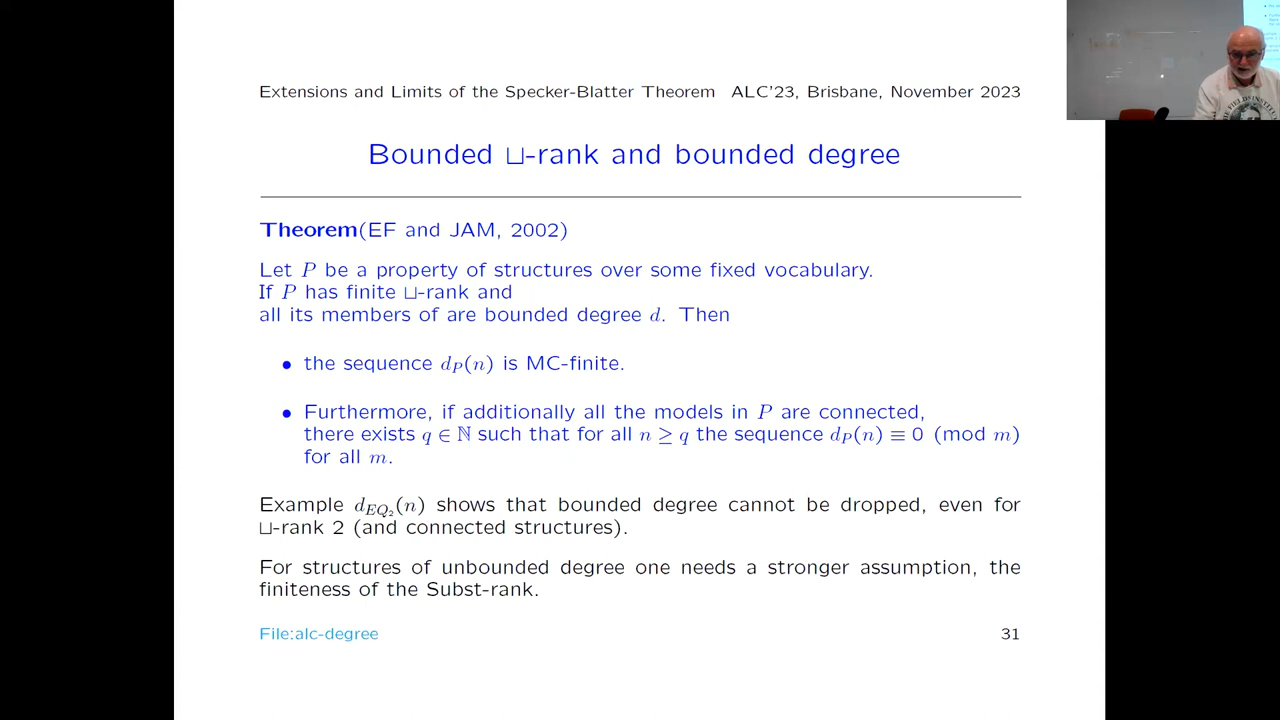 Extensions and Limits of the Specker-Blatter Theorem ALC'23, Brisbane, November 2023
Bounded ⊔-rank and bounded degree
Theorem(EF and JAM, 2002)
Let P be a property of structures over some fixed vocabulary.
If P has finite ⊔-rank and
all its members of are bounded degree d. Then
• the sequence d_P(n) is MC-finite.
• Furthermore, if additionally all the models in P are connected,
there exists q ∈ ℕ such that for all n ≥ q the sequence d_P(n) ≡ 0 (mod m)
for all m.
Example d_{EQ_2}(n) shows that bounded degree cannot be dropped, even for
⊔-rank 2 (and connected structures).
For structures of unbounded degree one needs a stronger assumption, the
finiteness of the Subst-rank.
File:alc-degree
31